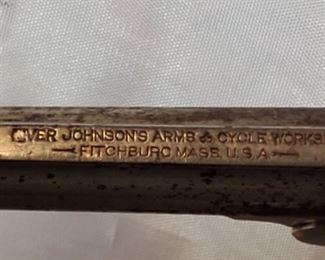 IVER JOHNSON'S ARMS & CYCLE WORKS
FITCHBURG MASS. U.S.A.